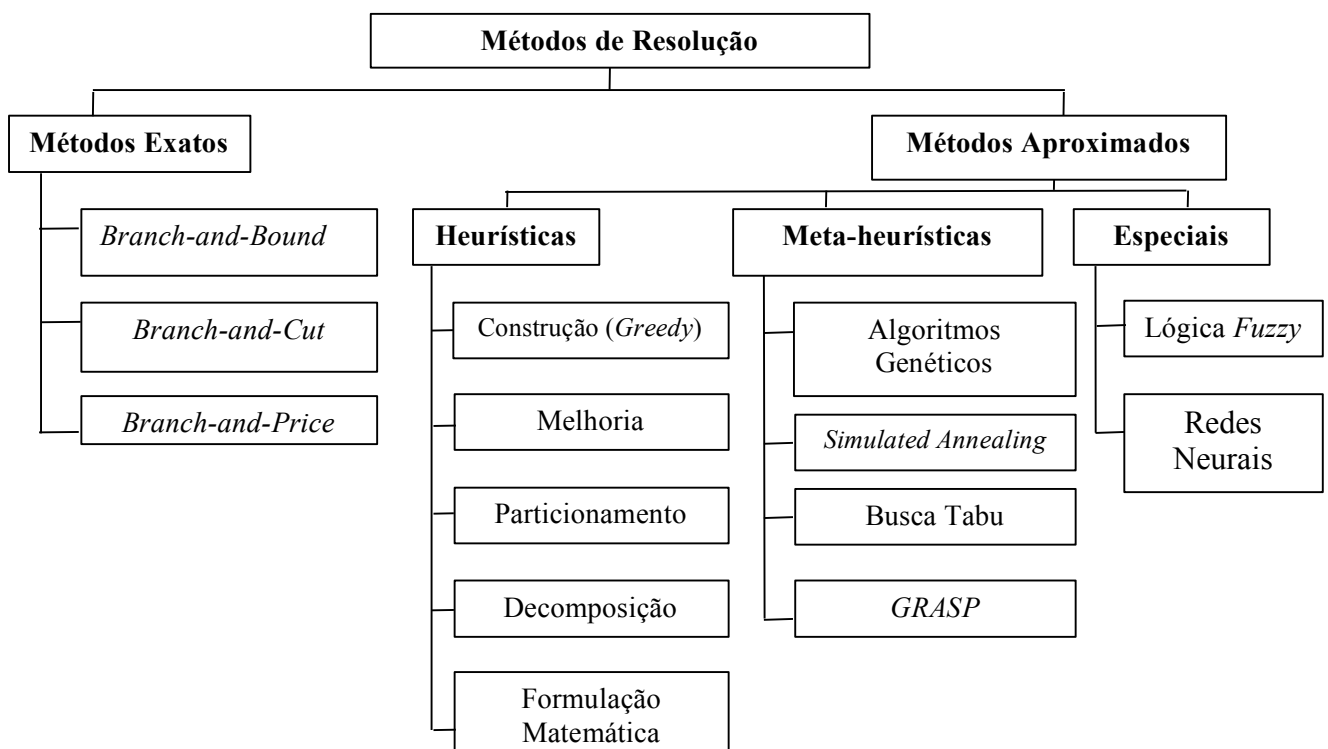 Métodos de Resolução
Métodos Exatos
Métodos Aproximados
Branch-and-Bound
Branch-and-Cut
Branch-and-Price
Heurísticas
Meta-heurísticas
Especiais
Construção (Greedy)
Melhoria
Particionamento
Decomposição
Formulação
Matemática
Algoritmos
Genéticos
Simulated Annealing
Busca Tabu
GRASP
Lógica Fuzzy
Redes
Neurais